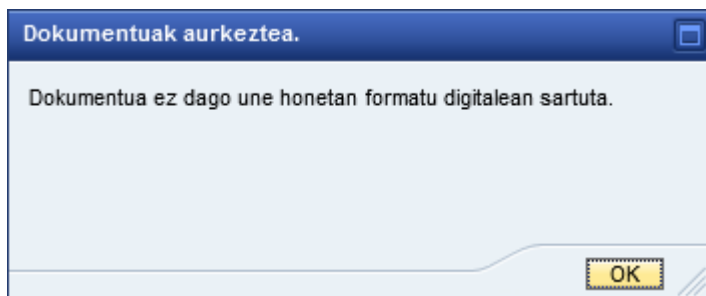 Dokumentuak aurkeztea.
Dokumentua ez dago une honetan formatu digitalean sartuta.
OK